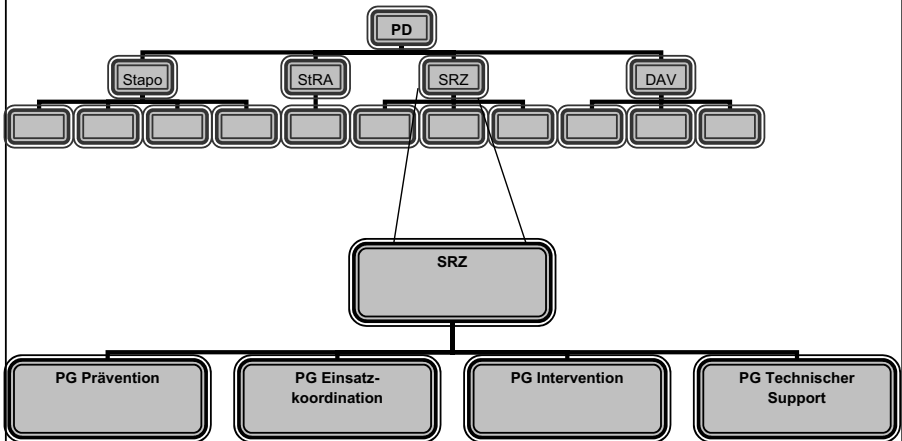 PD
Stapo
StRA
SRZ
DAV
SRZ
PG Prävention
PG Einsatz-
koordination
PG Intervention
PG Technischer
Support